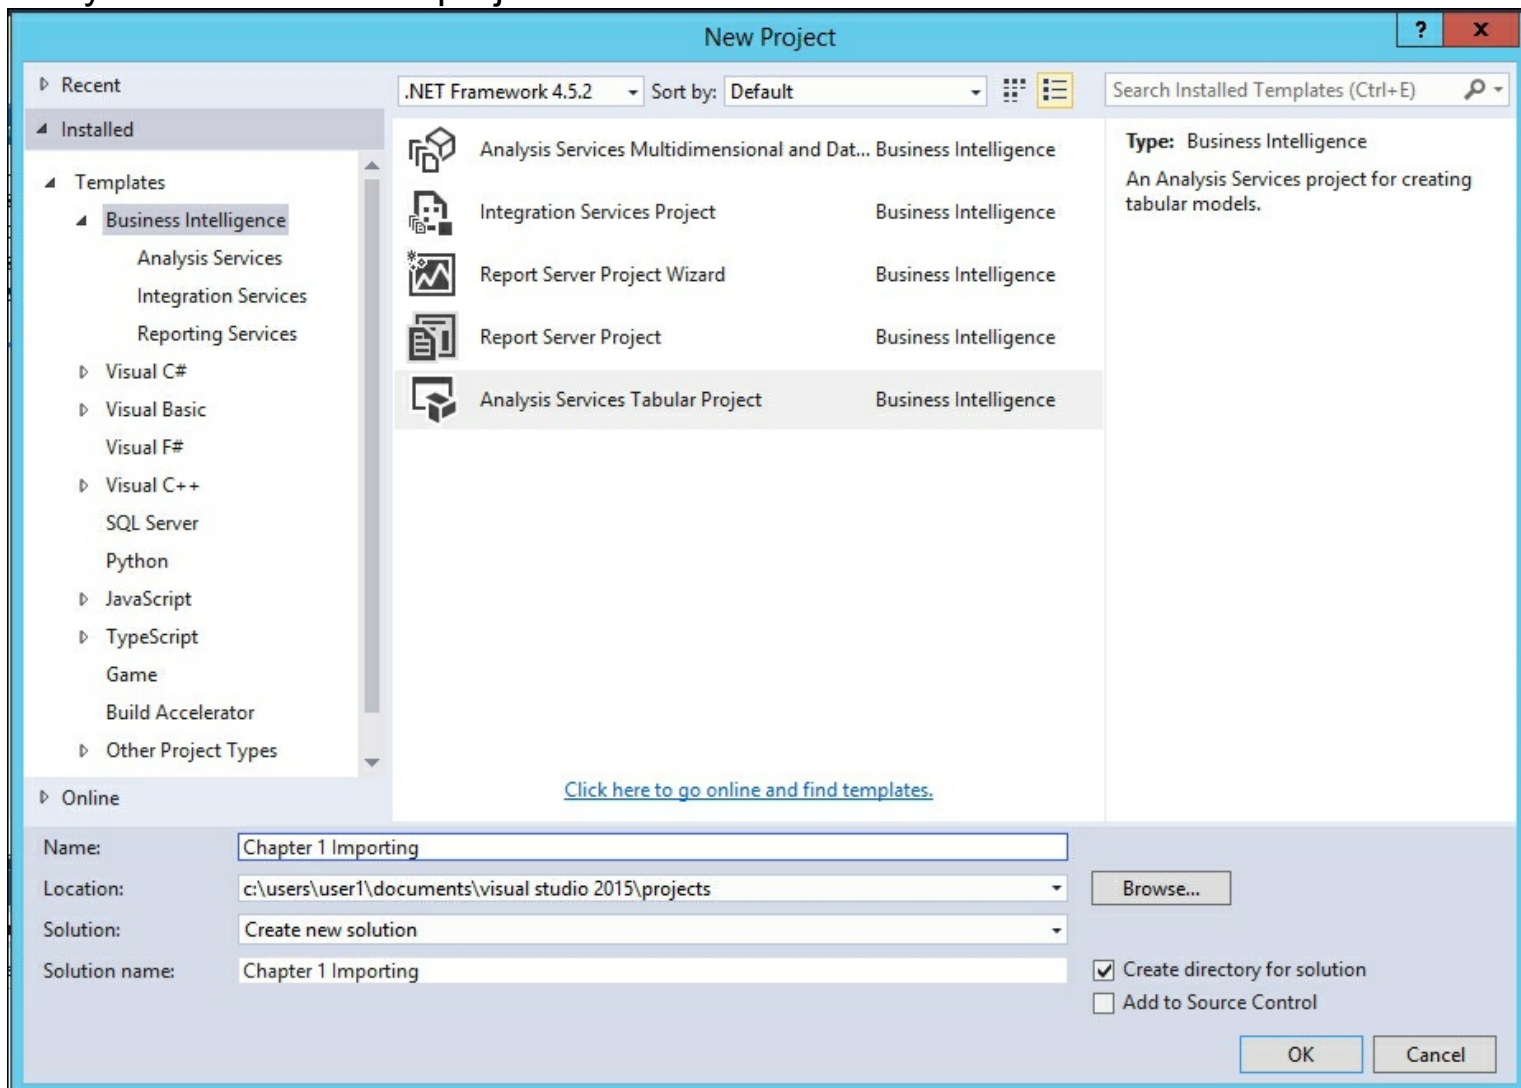 New Project
?
x
Recent
Installed
Templates
Business Intelligence
Analysis Services
Integration Services
Reporting Services
Visual C#
Visual Basic
Visual F#
Visual C++
SQL Server
Python
JavaScript
TypeScript
Game
Build Accelerator
Other Project Types
Online
.NET Framework 4.5.2 Sort by: Default
Analysis Services Multidimensional and Dat... Business Intelligence
Integration Services Project Business Intelligence
Report Server Project Wizard Business Intelligence
Report Server Project Business Intelligence
Analysis Services Tabular Project Business Intelligence
Click here to go online and find templates.
Search Installed Templates (Ctrl+E)
Type: Business Intelligence
An Analysis Services project for creating
tabular models.
Name: Chapter 1 Importing
Location: c:\users\user1\documents\visual studio 2015\projects Browse...
Solution: Create new solution
Solution name: Chapter 1 Importing
Create directory for solution
Add to Source Control
OK Cancel